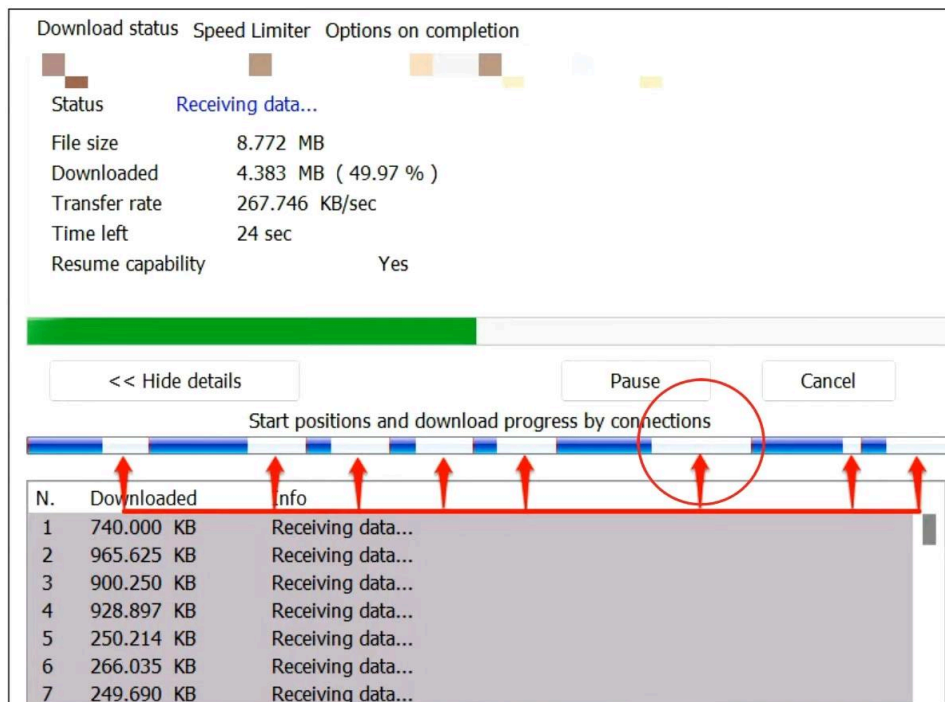 Download status Speed Limiter Options on completion
Status Receiving data...
File size 8.772 MB
Downloaded 4.383 MB ( 49.97 % )
Transfer rate 267.746 KB/sec
Time left 24 sec
Resume capability Yes
<< Hide details Pause Cancel
Start positions and download progress by connections
N. Downloaded Info
1 740.000 KB Receiving data...
2 965.625 KB Receiving data...
3 900.250 KB Receiving data...
4 928.897 KB Receiving data...
5 250.214 KB Receiving data...
6 266.035 KB Receiving data...
7 249.690 KB Receiving data...